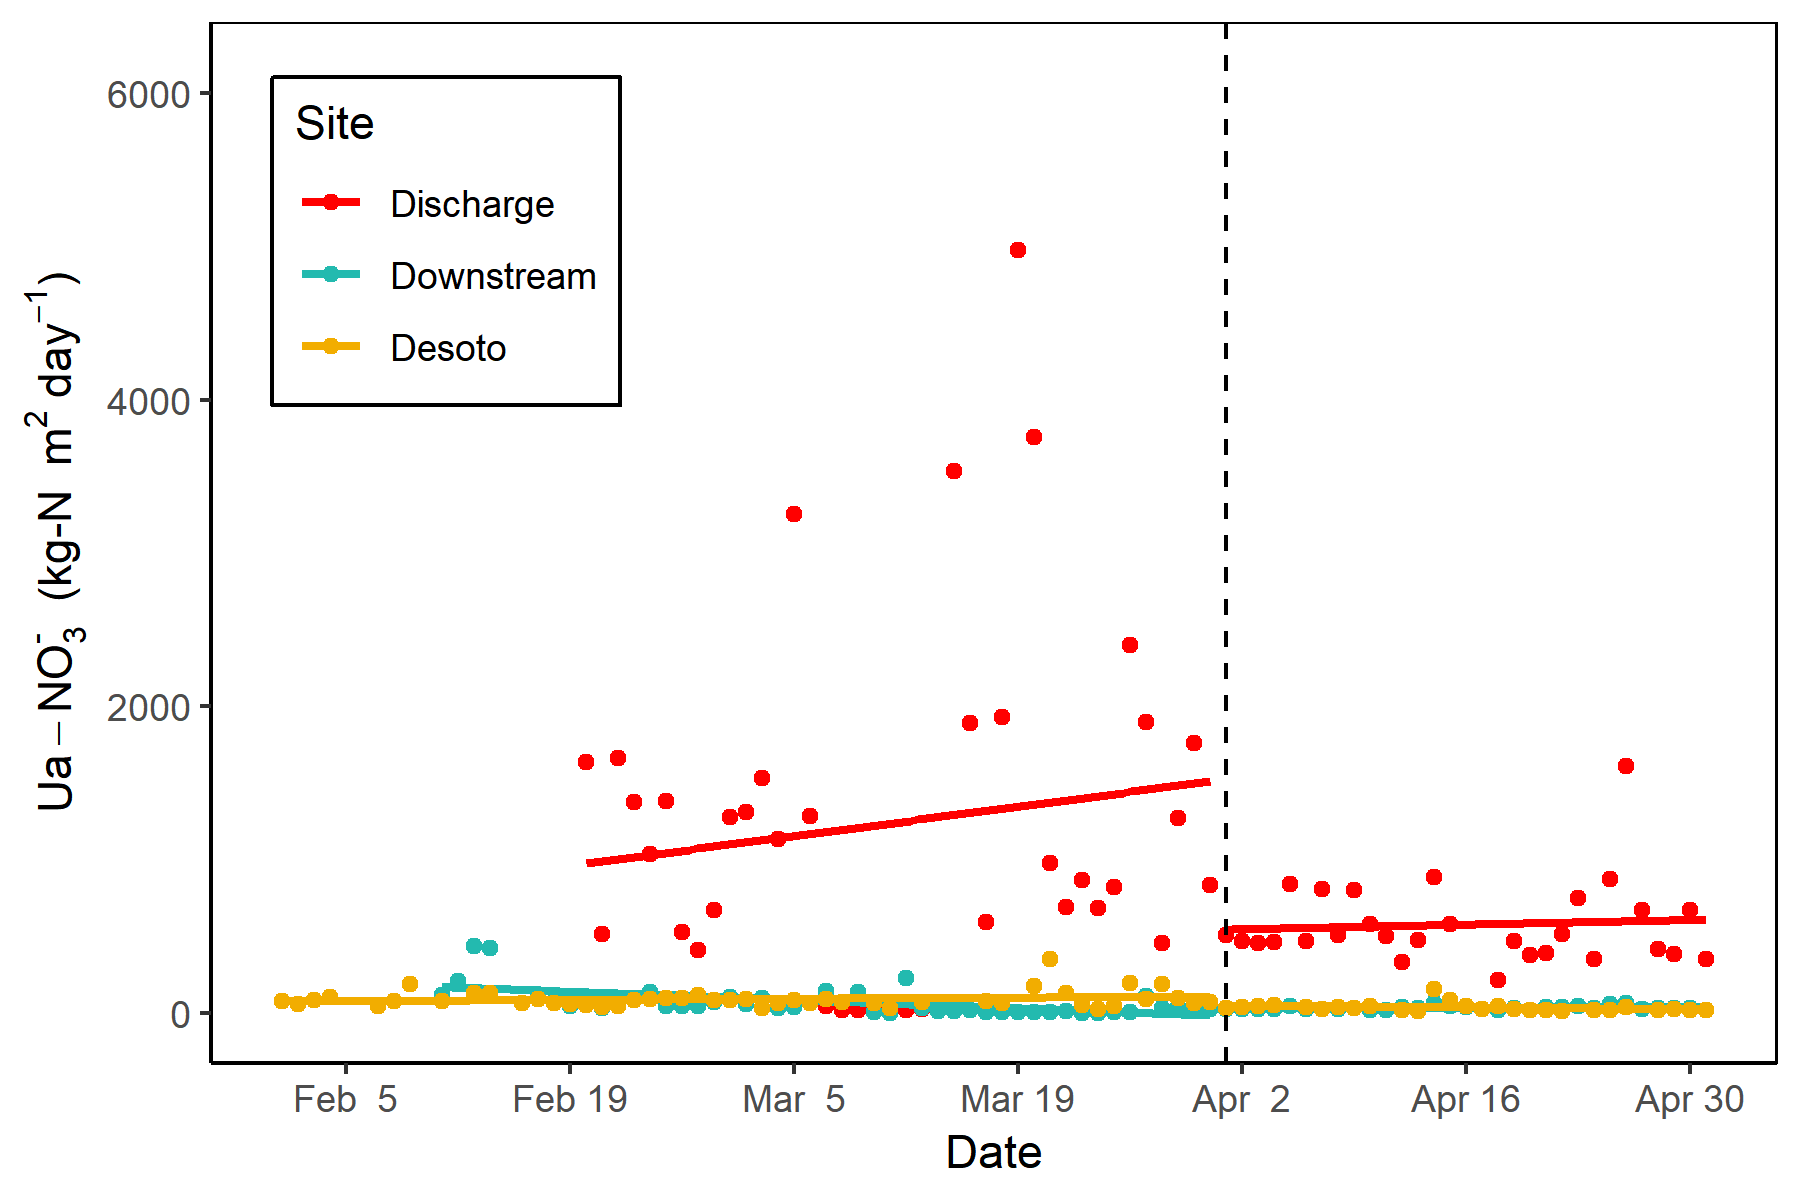 Site
Discharge
Downstream
Desoto
6000
4000
2000
0
Ua – NO₃⁻ (kg-N m² day⁻¹)
Feb 5
Feb 19
Mar 5
Mar 19
Apr 2
Apr 16
Apr 30
Date